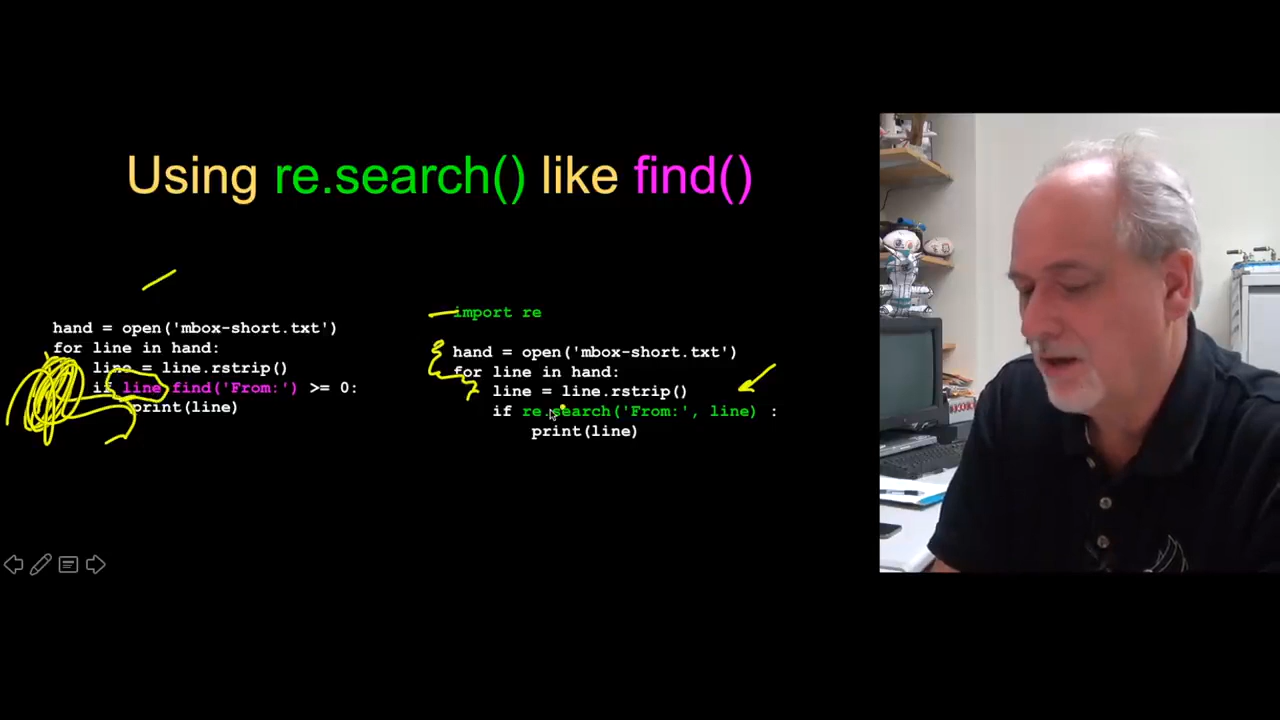 Using re.search() like find()
hand = open('mbox-short.txt')
for line in hand:
line = line.rstrip()
if line.find('From:') >= 0:
print(line)
import re
hand = open('mbox-short.txt')
for line in hand:
line = line.rstrip()
if re.search('From:', line) :
print(line)